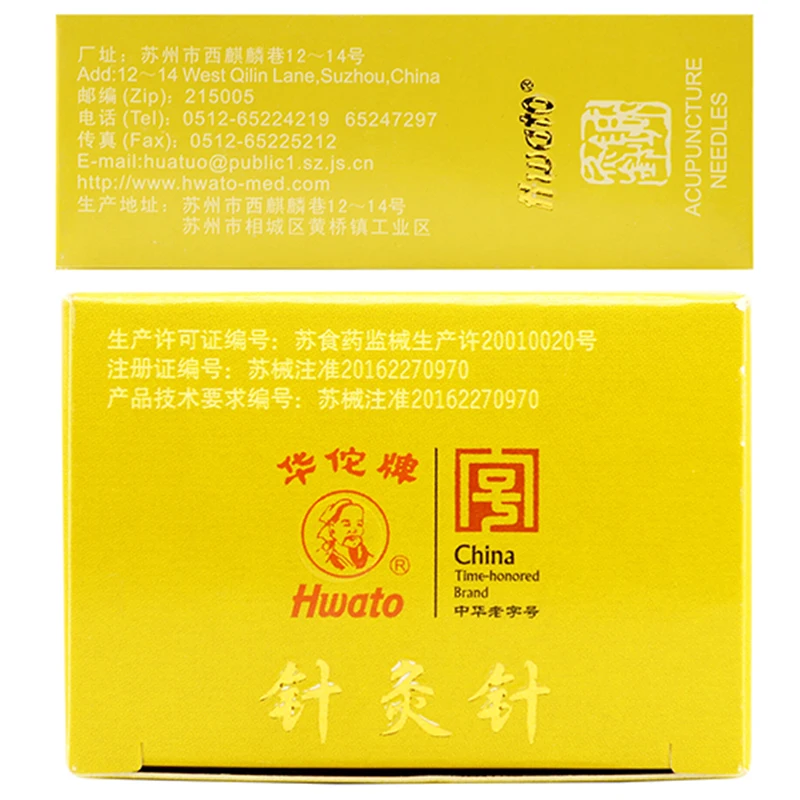 厂址：苏州市西麒麟巷12～14号
Add:12～14 West Qilin Lane,Suzhou,China
邮编(Zip)：215005
电话(Tel)：0512-65224219 65247297
传真(Fax)：0512-65225212
E-mail:huatuo@public1.sz.js.cn
http://www.hwato-med.com
生产地址：苏州市西麒麟巷12～14号
苏州市相城区黄桥镇工业区
Hwato®
ACUPUNCTURE
NEEDLES
生产许可证编号：苏食药监械生产许20010020号
注册证编号：苏械注准20162270970
产品技术要求编号：苏械注准20162270970
华佗牌
®
Hwato
号
China
Time-honored
Brand
中华老字号
针灸针